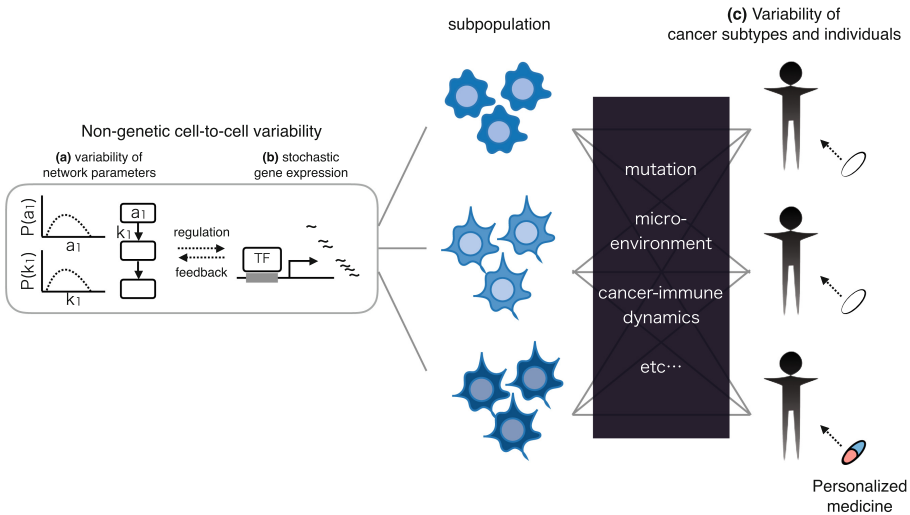 subpopulation
(c) Variability of
cancer subtypes and individuals
Non-genetic cell-to-cell variability
(a) variability of
network parameters
(b) stochastic
gene expression
P(a1)
a1
a1
k1
P(k1)
k1
regulation
feedback
TF
mutation
micro-
environment
cancer-immune
dynamics
etc…
Personalized
medicine